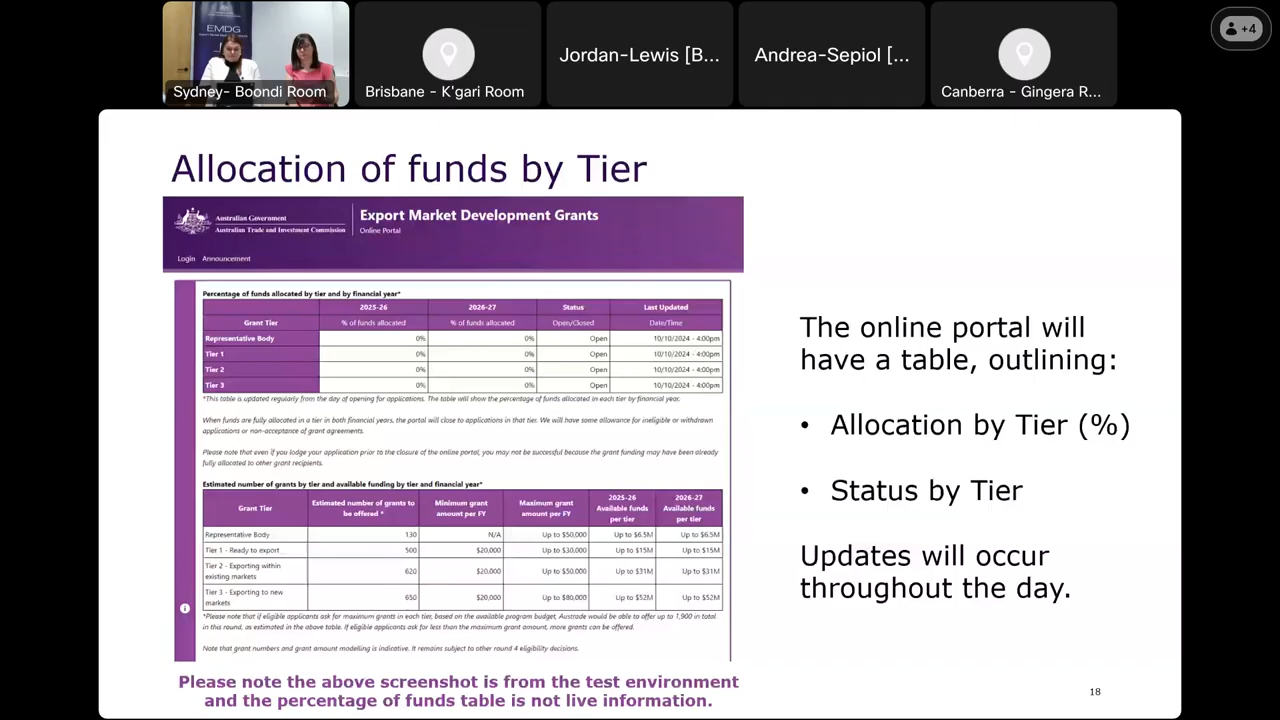 +4
EMDG
Sydney- Boondi Room
Brisbane - K'gari Room
Jordan-Lewis [B...
Andrea-Sepiol [...
Canberra - Gingera R...
Allocation of funds by Tier
Australian Government
Australian Trade and Investment Commission
Export Market Development Grants
Online Portal
Login Announcement
Percentage of funds allocated by tier and by financial year*
2025-26 2026-27 Status Last Updated
Grant Tier % of funds allocated % of funds allocated Open/Closed Date/Time
Representative Body 0% 0% Open 10/10/2024 - 4:00pm
Tier 1 0% 0% Open 10/10/2024 - 4:00pm
Tier 2 0% 0% Open 10/10/2024 - 4:00pm
Tier 3 0% 0% Open 10/10/2024 - 4:00pm
*This table is updated regularly from the day of opening for applications. The table will show the percentage of funds allocated in each tier by financial year.
When funds are fully allocated in a tier in both financial years, the portal will close to applications in that tier. We will have some allowance for ineligible or withdrawn
applications or non-acceptance of grant agreements.
Please note that even if you lodge your application prior to the closure of the online portal, you may not be successful because the grant funding may have been already
fully allocated to other grant recipients.
Estimated number of grants by tier and available funding by tier and financial year*
Grant Tier Estimated number of grants to be offered * Minimum grant amount per FY Maximum grant amount per FY 2025-26 Available funds per tier 2026-27 Available funds per tier
Representative Body 130 N/A Up to $50,000 Up to $6.5M Up to $6.5M
Tier 1 - Ready to export 500 $20,000 Up to $30,000 Up to $15M Up to $15M
Tier 2 - Exporting within existing markets 620 $20,000 Up to $50,000 Up to $31M Up to $31M
Tier 3 - Exporting to new markets 650 $20,000 Up to $80,000 Up to $52M Up to $52M
*Please note that if eligible applicants ask for maximum grants in each tier, based on the available program budget, Austrade would be able to offer up to 1,900 in total
in this round, as estimated in the above table. If eligible applicants ask for less than the maximum grant amount, more grants can be offered.
Note that grant numbers and grant amount modelling is indicative. It remains subject to other round 4 eligibility decisions.
Please note the above screenshot is from the test environment
and the percentage of funds table is not live information.
The online portal will
have a table, outlining:
• Allocation by Tier (%)
• Status by Tier
Updates will occur
throughout the day.
18